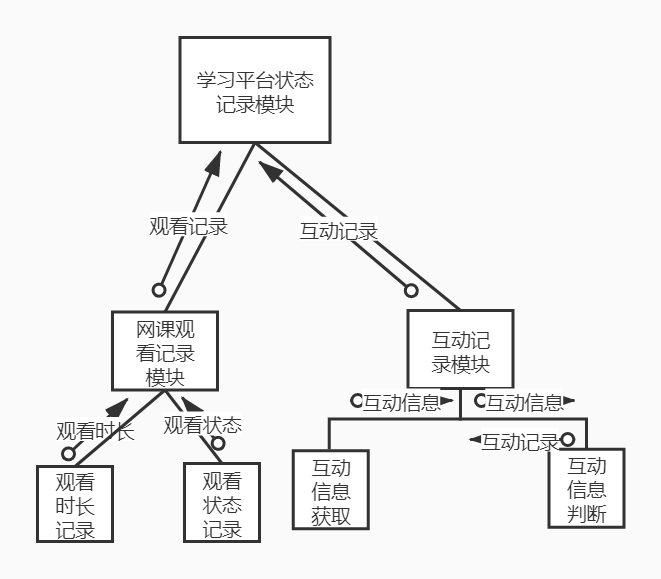 学习平台状态
记录模块
观看记录
互动记录
网课观
看记录
模块
互动记
录模块
互动信息
互动信息
观看时长
观看状态
互动记录
观看
时长
记录
观看
状态
记录
互动
信息
获取
互动
信息
判断